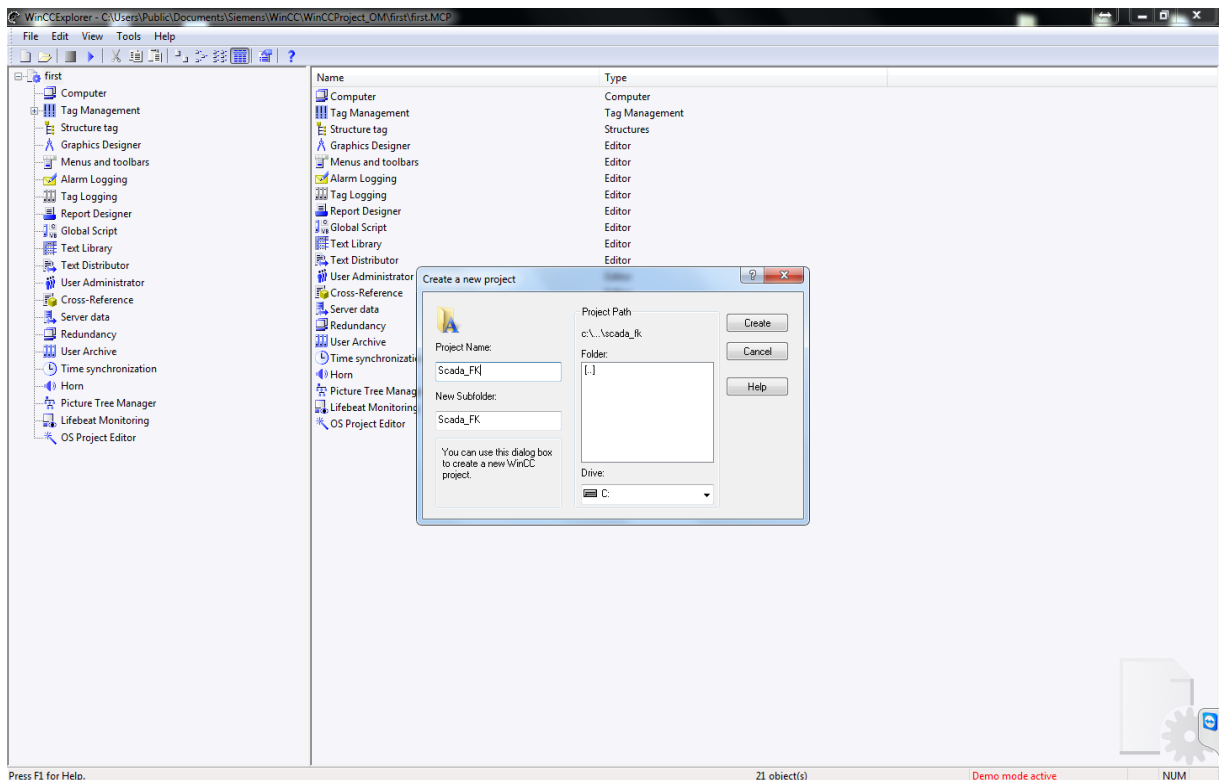 WinCCExplorer - C:\Users\Public\Documents\Siemens\WinCC\WinCCProject_OM\first\first.MCP
File Edit View Tools Help
first
Computer
Tag Management
Structure tag
Graphics Designer
Menus and toolbars
Alarm Logging
Tag Logging
Report Designer
Global Script
Text Library
Text Distributor
User Administrator
Cross-Reference
Server data
Redundancy
User Archive
Time synchronization
Horn
Picture Tree Manager
Lifebeat Monitoring
OS Project Editor
Name Type
Computer Computer
Tag Management Tag Management
Structure tag Structures
Graphics Designer Editor
Menus and toolbars Editor
Alarm Logging Editor
Tag Logging Editor
Report Designer Editor
Global Script Editor
Text Library Editor
Text Distributor Editor
User Administrator
Cross-Reference
Server data
Redundancy
User Archive
Time synchronizati
Horn
Picture Tree Manag
Lifebeat Monitoring
OS Project Editor
Create a new project
Project Name:
Scada_FK
New Subfolder:
Scada_FK
You can use this dialog box
to create a new WinCC
project.
Project Path
c:\...\scada_fk
Folder:
[..]
Drive:
C:
Create
Cancel
Help
Press F1 for Help. 21 object(s) Demo mode active NUM